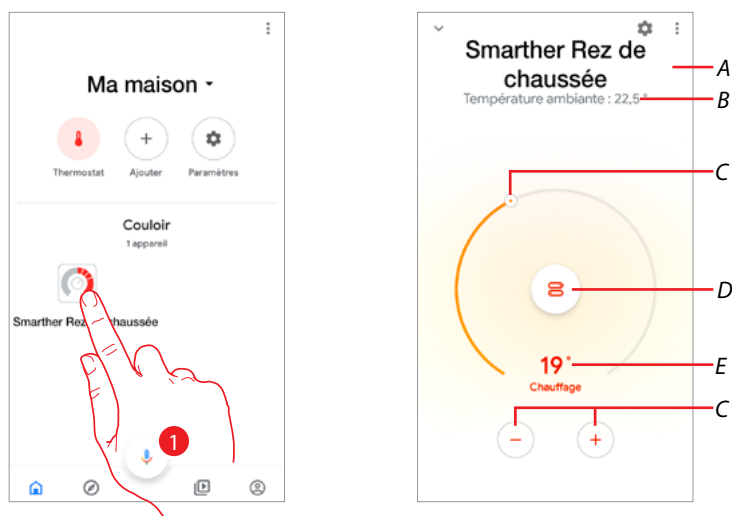 Ma maison
Thermostat
Ajouter
Paramètres
Couloir
1 appareil
Smarther Rez haussée
1
Smarther Rez de
chaussée
Température ambiante : 22,5 °
19°
Chauffage
A
B
C
D
E
C